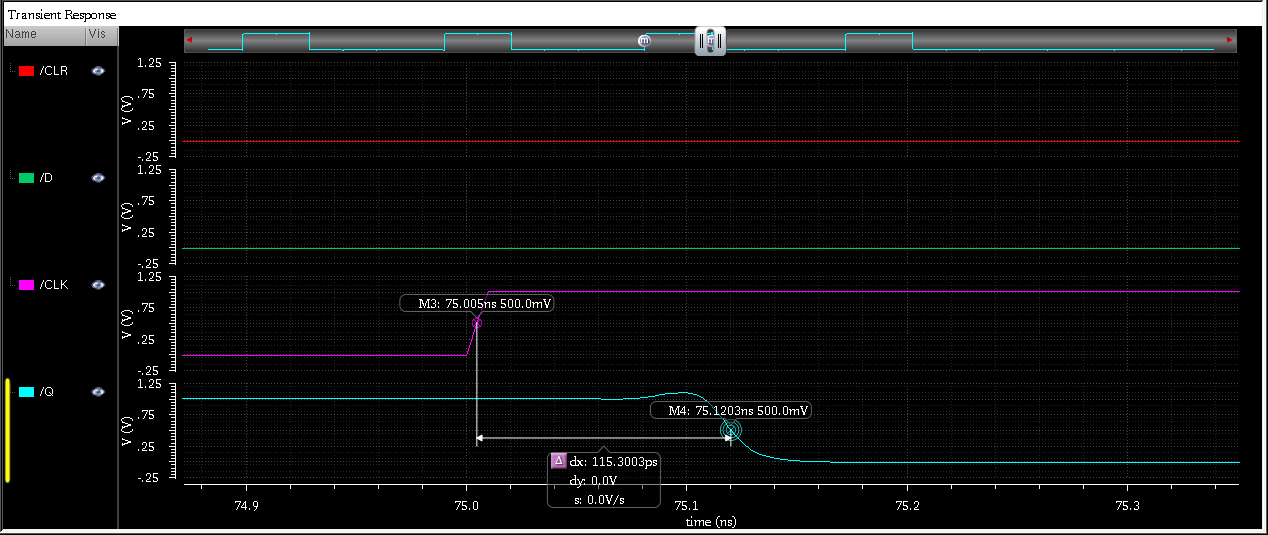 Transient Response
Name Vis
/CLR
1.25
.75
.25
-.25
V (V)
/D
1.25
.75
.25
-.25
V (V)
/CLK
1.25
.75
.25
-.25
V (V)
M3: 75.005ns 500.0mV
/Q
1.25
.75
.25
-.25
V (V)
M4: 75.1203ns 500.0mV
Δ dx: 115.3003ps
dy: 0.0V
s: 0.0V/s
74.9 75.0 75.1 75.2 75.3
time (ns)